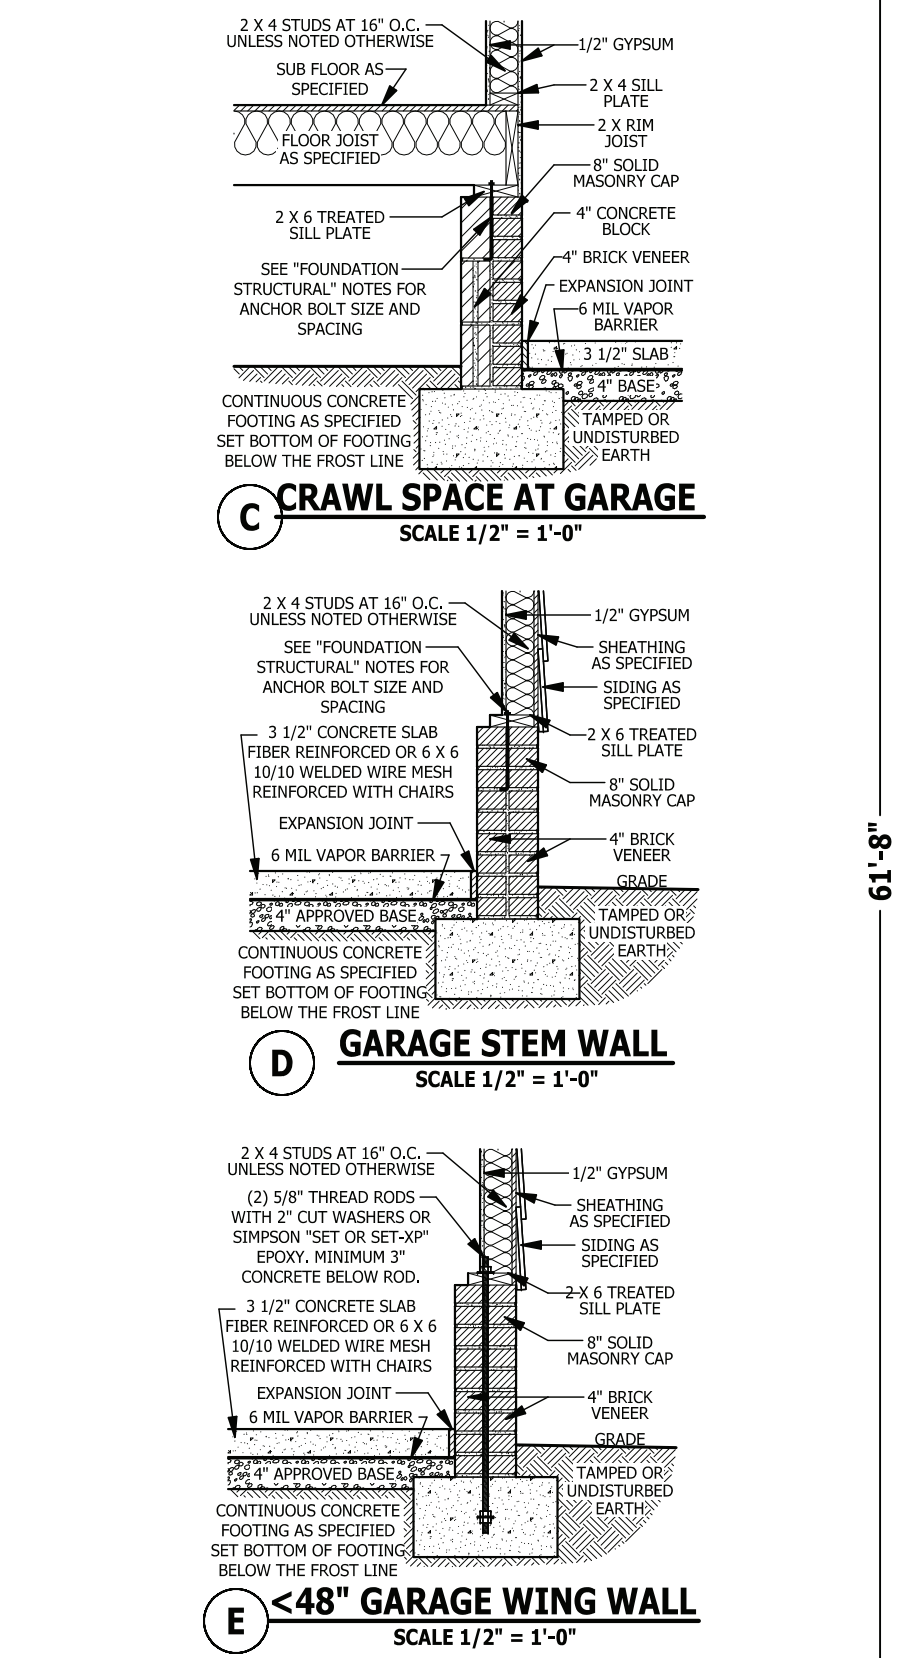 2 X 4 STUDS AT 16" O.C.
UNLESS NOTED OTHERWISE
SUB FLOOR AS
SPECIFIED
FLOOR JOIST
AS SPECIFIED
2 X 6 TREATED
SILL PLATE
SEE "FOUNDATION
STRUCTURAL" NOTES FOR
ANCHOR BOLT SIZE AND
SPACING
CONTINUOUS CONCRETE
FOOTING AS SPECIFIED
SET BOTTOM OF FOOTING
BELOW THE FROST LINE
1/2" GYPSUM
2 X 4 SILL
PLATE
2 X RIM
JOIST
8" SOLID
MASONRY CAP
4" CONCRETE
BLOCK
4" BRICK VENEER
EXPANSION JOINT
6 MIL VAPOR
BARRIER
3 1/2" SLAB
4" BASE
TAMPED OR
UNDISTURBED
EARTH
C
CRAWL SPACE AT GARAGE
SCALE 1/2" = 1'-0"
2 X 4 STUDS AT 16" O.C.
UNLESS NOTED OTHERWISE
SEE "FOUNDATION
STRUCTURAL" NOTES FOR
ANCHOR BOLT SIZE AND
SPACING
3 1/2" CONCRETE SLAB
FIBER REINFORCED OR 6 X 6
10/10 WELDED WIRE MESH
REINFORCED WITH CHAIRS
EXPANSION JOINT
6 MIL VAPOR BARRIER
4" APPROVED BASE
CONTINUOUS CONCRETE
FOOTING AS SPECIFIED
SET BOTTOM OF FOOTING
BELOW THE FROST LINE
1/2" GYPSUM
SHEATHING
AS SPECIFIED
SIDING AS
SPECIFIED
2 X 6 TREATED
SILL PLATE
8" SOLID
MASONRY CAP
4" BRICK
VENEER
GRADE
TAMPED OR
UNDISTURBED
EARTH
D
GARAGE STEM WALL
SCALE 1/2" = 1'-0"
2 X 4 STUDS AT 16" O.C.
UNLESS NOTED OTHERWISE
(2) 5/8" THREAD RODS
WITH 2" CUT WASHERS OR
SIMPSON "SET OR SET-XP"
EPOXY. MINIMUM 3"
CONCRETE BELOW ROD.
3 1/2" CONCRETE SLAB
FIBER REINFORCED OR 6 X 6
10/10 WELDED WIRE MESH
REINFORCED WITH CHAIRS
EXPANSION JOINT
6 MIL VAPOR BARRIER
4" APPROVED BASE
CONTINUOUS CONCRETE
FOOTING AS SPECIFIED
SET BOTTOM OF FOOTING
BELOW THE FROST LINE
1/2" GYPSUM
SHEATHING
AS SPECIFIED
SIDING AS
SPECIFIED
2 X 6 TREATED
SILL PLATE
8" SOLID
MASONRY CAP
4" BRICK
VENEER
GRADE
TAMPED OR
UNDISTURBED
EARTH
E
<48" GARAGE WING WALL
SCALE 1/2" = 1'-0"
61'-8"